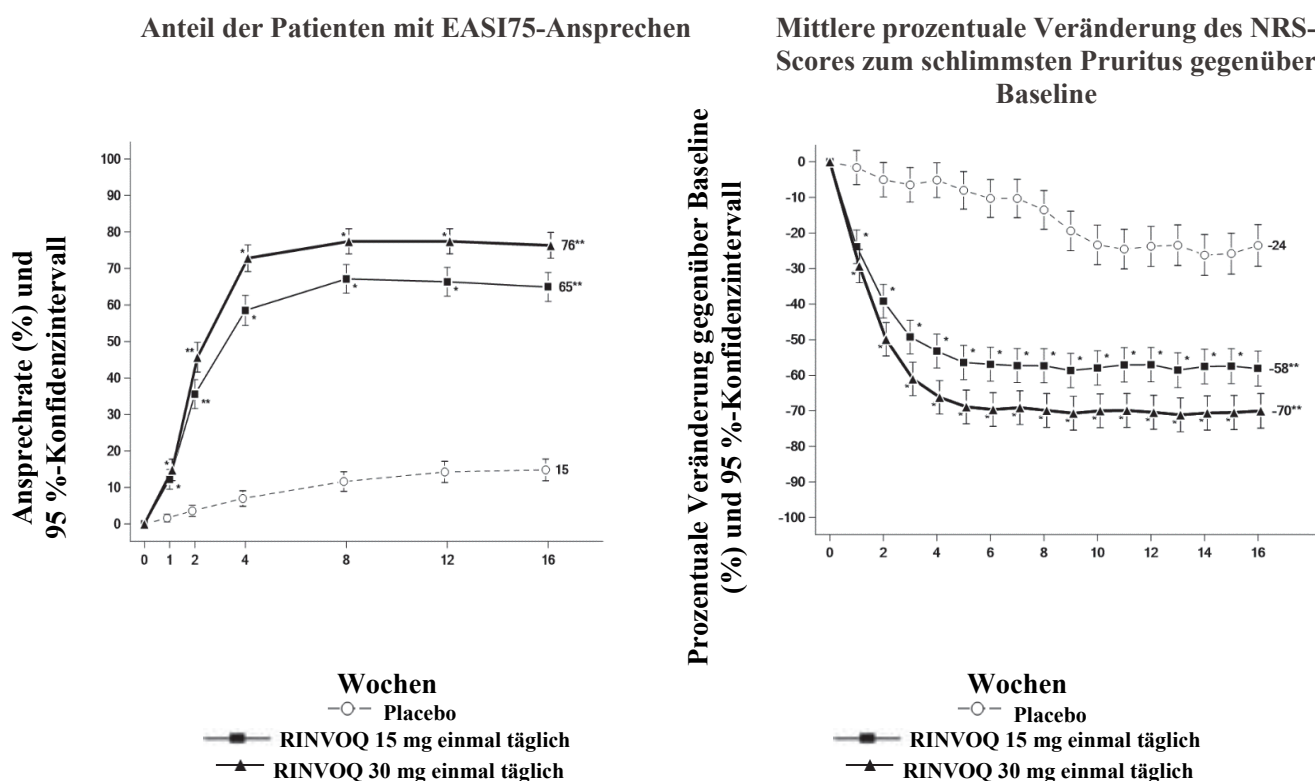 Anteil der Patienten mit EASI75-Ansprechen
Ansprechrate (%) und
95 %-Konfidenzintervall
100
90
80
70
60
50
40
30
20
10
0
*
*
**
**
*
*
*
*
*
*
76**
65**
15
0 1 2 4 8 12 16
Wochen
Placebo
RINVOQ 15 mg einmal täglich
RINVOQ 30 mg einmal täglich
Mittlere prozentuale Veränderung des NRS-
Scores zum schlimmsten Pruritus gegenüber
Baseline
Prozentuale Veränderung gegenüber Baseline
(%) und 95 %-Konfidenzintervall
0
-10
-20
-30
-40
-50
-60
-70
-80
-90
-100
-24
* * * * * * * * * * * * * * *
-58**
* * * * * * * * * * * * * * *
-70**
0 2 4 6 8 10 12 14 16
Wochen
Placebo
RINVOQ 15 mg einmal täglich
RINVOQ 30 mg einmal täglich